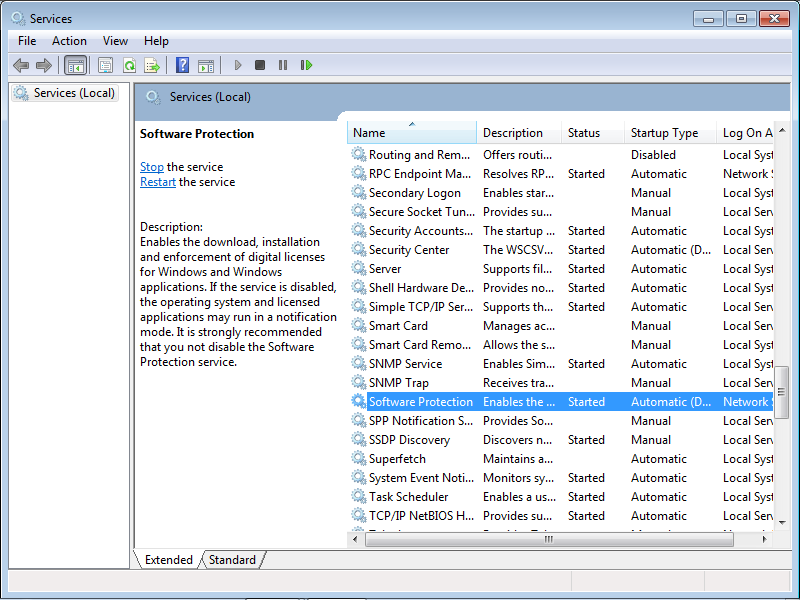 Services
File Action View Help
Services (Local)
Services (Local)
Software Protection
Stop the service
Restart the service
Description:
Enables the download, installation
and enforcement of digital licenses
for Windows and Windows
applications. If the service is disabled,
the operating system and licensed
applications may run in a notification
mode. It is strongly recommended
that you not disable the Software
Protection service.
Name Description Status Startup Type Log On A
Routing and Rem... Offers routi... Disabled Local Syst
RPC Endpoint Ma... Resolves RP... Started Automatic Network S
Secondary Logon Enables star... Manual Local Syst
Secure Socket Tun... Provides su... Manual Local Serv
Security Accounts... The startup ... Started Automatic Local Syst
Security Center The WSCSV... Started Automatic (D... Local Serv
Server Supports fil... Started Automatic Local Syst
Shell Hardware De... Provides no... Started Automatic Local Syst
Simple TCP/IP Ser... Supports th... Started Automatic Local Serv
Smart Card Manages ac... Manual Local Serv
Smart Card Remo... Allows the s... Manual Local Syst
SNMP Service Enables Sim... Started Automatic Local Syst
SNMP Trap Receives tra... Manual Local Serv
Software Protection Enables the ... Started Automatic (D... Network S
SPP Notification S... Provides So... Manual Local Serv
SSDP Discovery Discovers n... Started Manual Local Serv
Superfetch Maintains a... Automatic Local Syst
System Event Noti... Monitors sy... Started Automatic Local Syst
Task Scheduler Enables a us... Started Automatic Local Syst
TCP/IP NetBIOS H... Provides su... Started Automatic Local Serv
Extended Standard